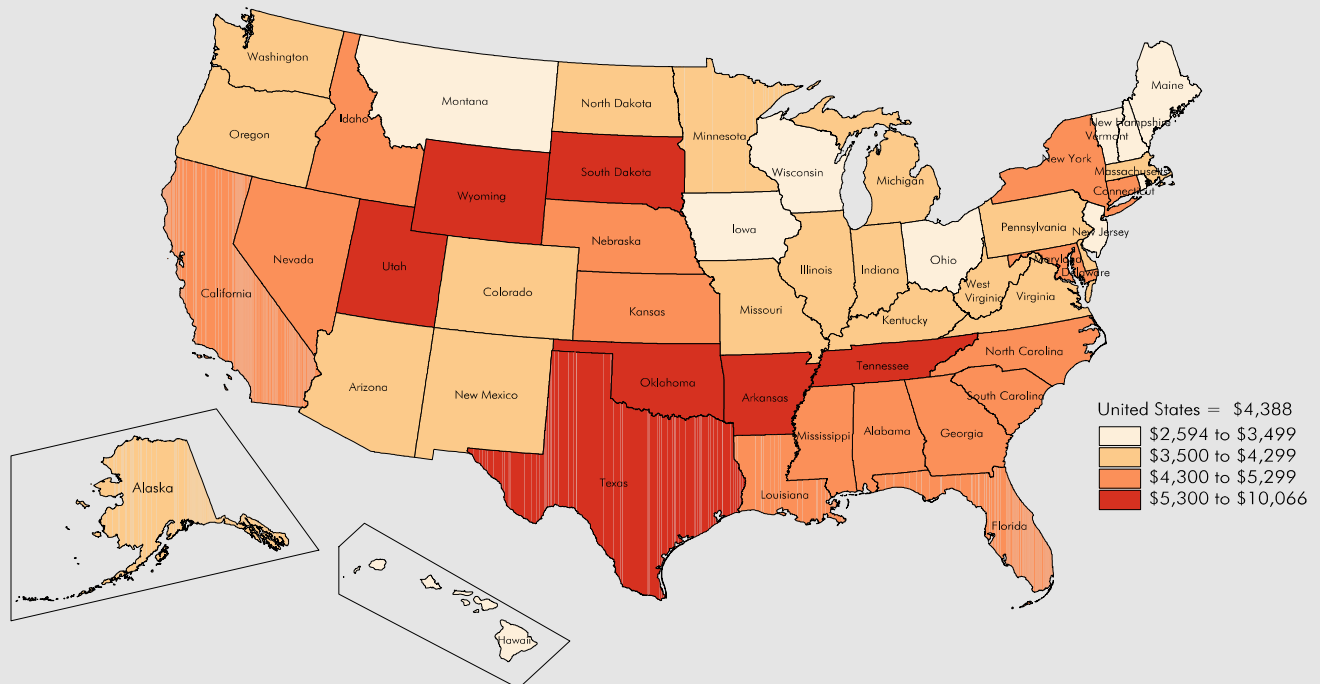 Washington
Oregon
Idaho
Montana
North Dakota
Minnesota
Maine
New Hampshire
Vermont
New York
Massachusetts
Connecticut
Wyoming
South Dakota
Wisconsin
Michigan
California
Nevada
Utah
Nebraska
Iowa
Pennsylvania
New Jersey
Colorado
Kansas
Illinois
Indiana
Ohio
Maryland
Delaware
West
Virginia
Virginia
Missouri
Kentucky
Arizona
New Mexico
Oklahoma
Arkansas
Tennessee
North Carolina
South Carolina
Mississippi
Alabama
Georgia
Texas
Louisiana
Florida
Alaska
Hawaii
United States = $4,388
$2,594 to $3,499
$3,500 to $4,299
$4,300 to $5,299
$5,300 to $10,066